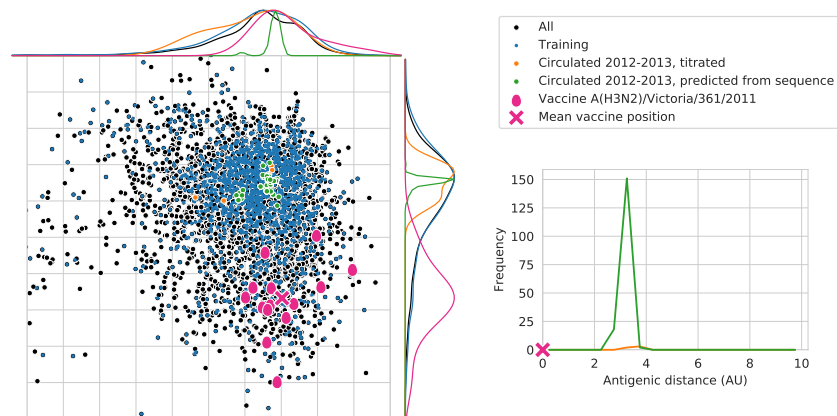 All
Training
Circulated 2012-2013, titrated
Circulated 2012-2013, predicted from sequence
Vaccine A(H3N2)/Victoria/361/2011
Mean vaccine position
150
125
100
75
50
25
0
Frequency
0 2 4 6 8 10
Antigenic distance (AU)